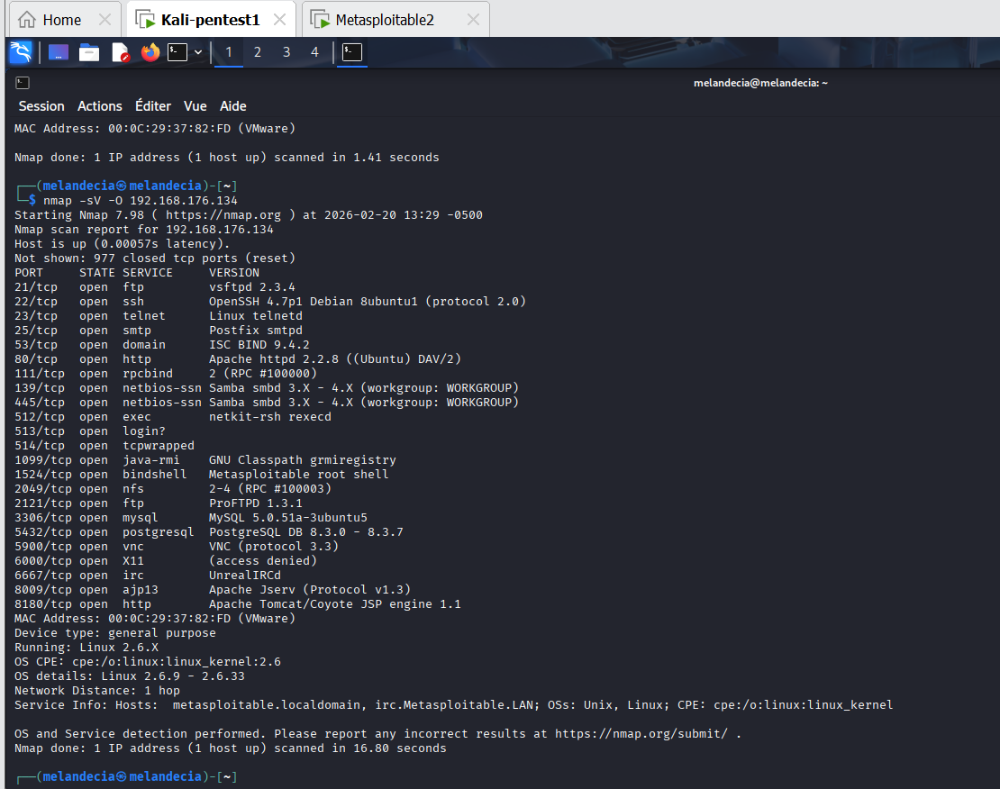 Home
Kali-pentest1
Metasploitable2
1 2 3 4
melandecia@melandecia: ~
Session Actions Éditer Vue Aide
MAC Address: 00:0C:29:37:82:FD (VMware)
Nmap done: 1 IP address (1 host up) scanned in 1.41 seconds
┌──(melandecia㉿melandecia)-[~]
└─$ nmap -sV -O 192.168.176.134
Starting Nmap 7.98 ( https://nmap.org ) at 2026-02-20 13:29 -0500
Nmap scan report for 192.168.176.134
Host is up (0.00057s latency).
Not shown: 977 closed tcp ports (reset)
PORT     STATE SERVICE     VERSION
21/tcp   open  ftp         vsftpd 2.3.4
22/tcp   open  ssh         OpenSSH 4.7p1 Debian 8ubuntu1 (protocol 2.0)
23/tcp   open  telnet      Linux telnetd
25/tcp   open  smtp        Postfix smtpd
53/tcp   open  domain      ISC BIND 9.4.2
80/tcp   open  http        Apache httpd 2.2.8 ((Ubuntu) DAV/2)
111/tcp  open  rpcbind     2 (RPC #100000)
139/tcp  open  netbios-ssn Samba smbd 3.X - 4.X (workgroup: WORKGROUP)
445/tcp  open  netbios-ssn Samba smbd 3.X - 4.X (workgroup: WORKGROUP)
512/tcp  open  exec        netkit-rsh rexecd
513/tcp  open  login?
514/tcp  open  tcpwrapped
1099/tcp open  java-rmi    GNU Classpath grmiregistry
1524/tcp open  bindshell   Metasploitable root shell
2049/tcp open  nfs         2-4 (RPC #100003)
2121/tcp open  ftp         ProFTPD 1.3.1
3306/tcp open  mysql       MySQL 5.0.51a-3ubuntu5
5432/tcp open  postgresql  PostgreSQL DB 8.3.0 - 8.3.7
5900/tcp open  vnc         VNC (protocol 3.3)
6000/tcp open  X11         (access denied)
6667/tcp open  irc         UnrealIRCd
8009/tcp open  ajp13       Apache Jserv (Protocol v1.3)
8180/tcp open  http        Apache Tomcat/Coyote JSP engine 1.1
MAC Address: 00:0C:29:37:82:FD (VMware)
Device type: general purpose
Running: Linux 2.6.X
OS CPE: cpe:/o:linux:linux_kernel:2.6
OS details: Linux 2.6.9 - 2.6.33
Network Distance: 1 hop
Service Info: Hosts:  metasploitable.localdomain, irc.Metasploitable.LAN; OSs: Unix, Linux; CPE: cpe:/o:linux:linux_kernel
OS and Service detection performed. Please report any incorrect results at https://nmap.org/submit/ .
Nmap done: 1 IP address (1 host up) scanned in 16.80 seconds
┌──(melandecia㉿melandecia)-[~]